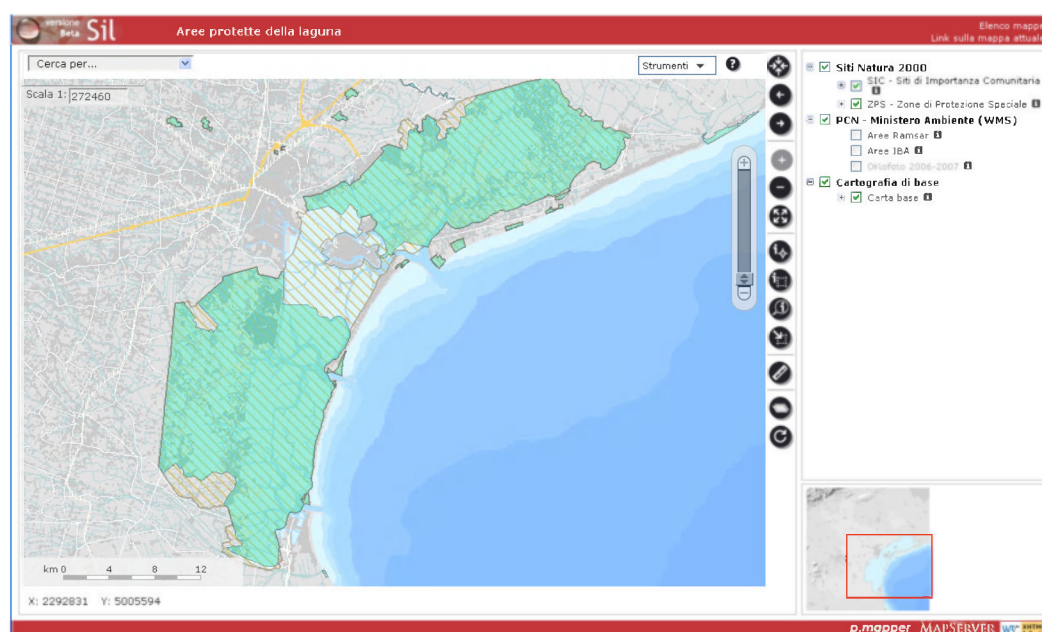 versione
Beta
Sil
Aree protette della laguna
Elenco mappe
Link sulla mappa attuale
Cerca per...
Strumenti
?
Scala 1: 272460
Siti Natura 2000
SIC - Siti di Importanza Comunitaria
ZPS - Zone di Protezione Speciale
PCN - Ministero Ambiente (WMS)
Aree Ramsar
Aree IBA
Ortofoto 2006-2007
Cartografia di base
Carta base
km 0 4 8 12
X: 2292831 Y: 5005594
p.mapper MAPSERVER